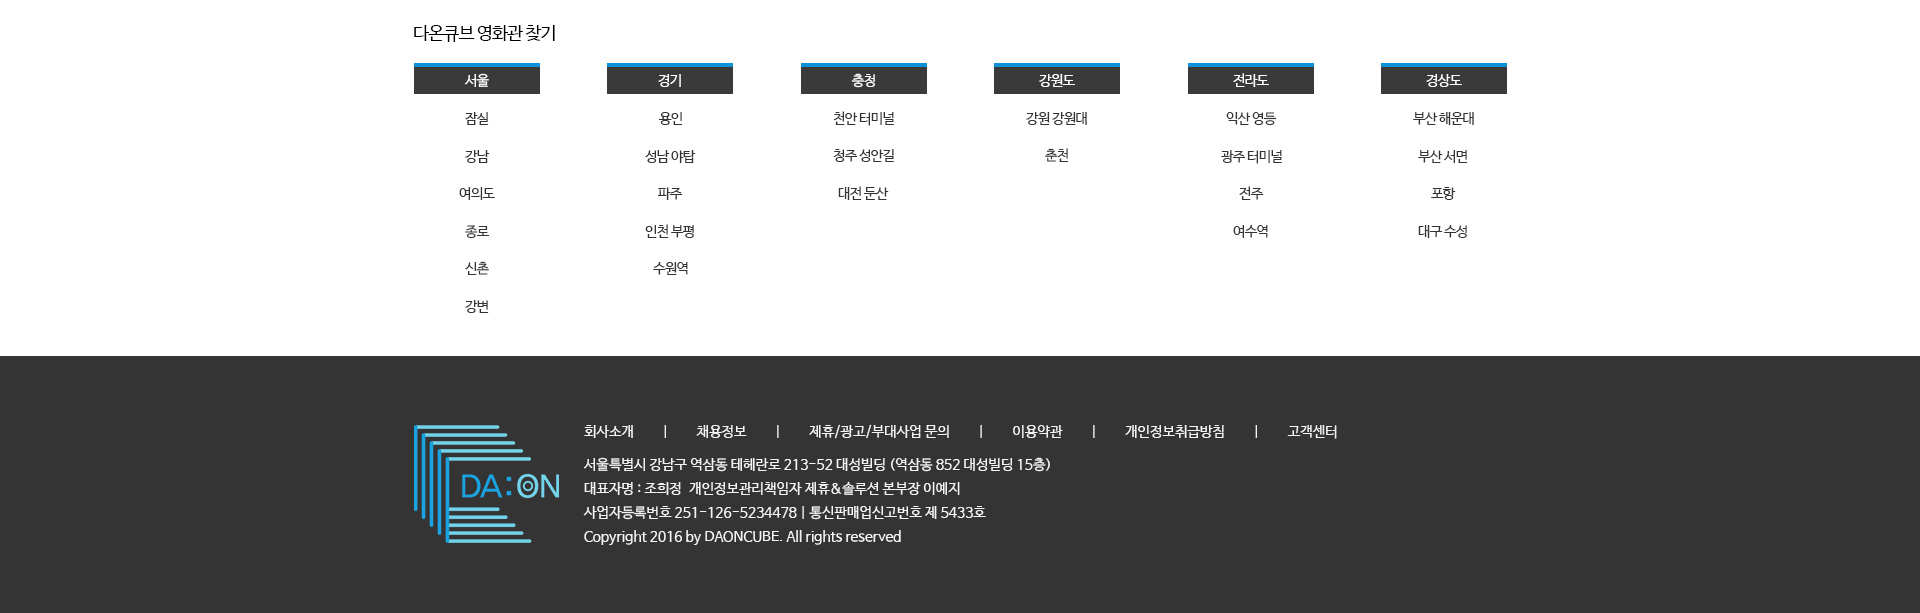 다온큐브 영화관 찾기
서울 경기 충청 강원도 전라도 경상도
잠실 용인 천안 터미널 강원 강원대 익산 영등 부산 해운대
강남 성남 야탑 청주 성안길 춘천 광주 터미널 부산 서면
여의도 파주 대전 둔산 전주 포항
종로 인천 부평 여수역 대구 수성
신촌 수원역
강변
회사소개 | 채용정보 | 제휴/광고/부대사업 문의 | 이용약관 | 개인정보취급방침 | 고객센터
서울특별시 강남구 역삼동 테헤란로 213-52 대성빌딩 (역삼동 852 대성빌딩 15층)
대표자명 : 조희정 개인정보관리책임자 제휴&솔루션 본부장 이예지
사업자등록번호 251-126-5234478 | 통신판매업신고번호 제 5433호
Copyright 2016 by DAONCUBE. All rights reserved
DA:ON